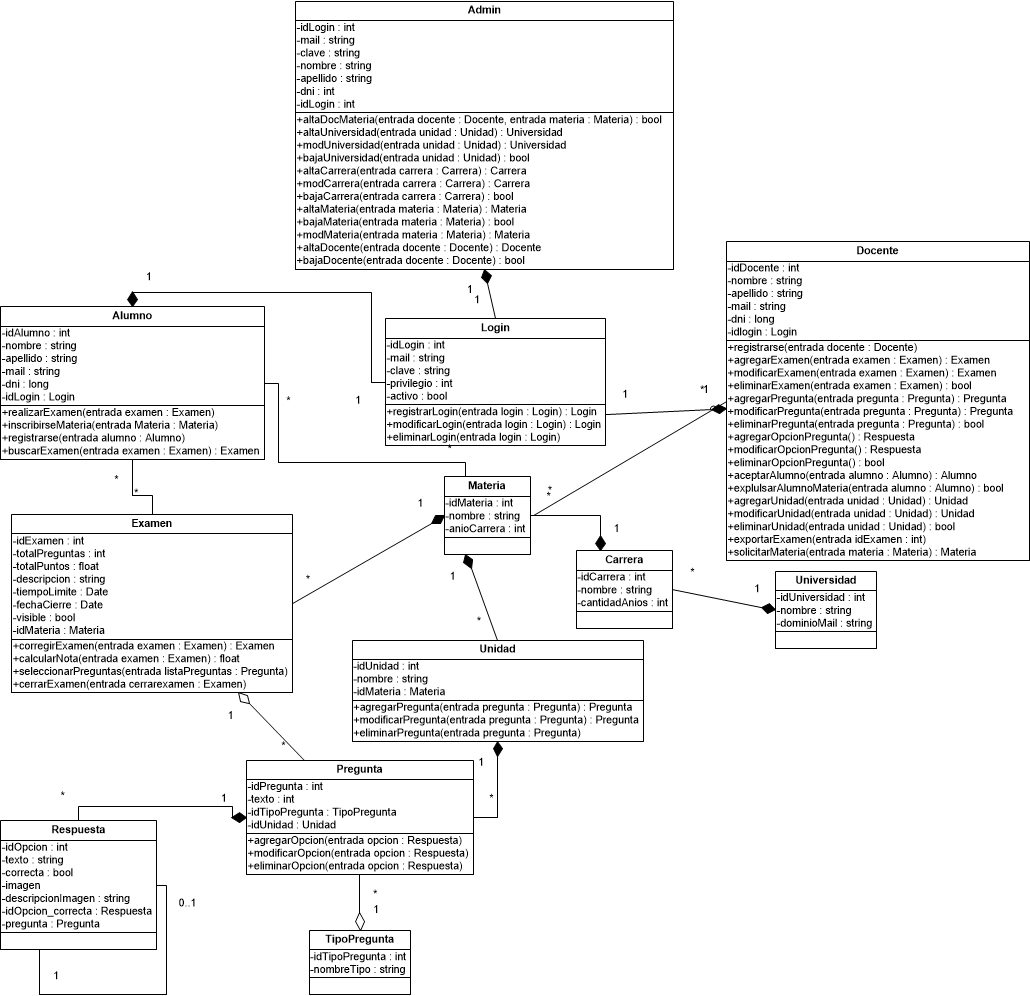 Admin
-idLogin : int
-mail : string
-clave : string
-nombre : string
-apellido : string
-dni : int
-idLogin : int
+altaDocMateria(entrada docente : Docente, entrada materia : Materia) : bool
+altaUniversidad(entrada unidad : Unidad) : Universidad
+modUniversidad(entrada unidad : Unidad) : Universidad
+bajaUniversidad(entrada unidad : Unidad) : bool
+altaCarrera(entrada carrera : Carrera) : Carrera
+modCarrera(entrada carrera : Carrera) : Carrera
+bajaCarrera(entrada carrera : Carrera) : bool
+altaMateria(entrada materia : Materia) : Materia
+bajaMateria(entrada materia : Materia) : bool
+modMateria(entrada materia : Materia) : Materia
+altaDocente(entrada docente : Docente) : Docente
+bajaDocente(entrada docente : Docente) : bool
1
1
Docente
-idDocente : int
-nombre : string
-apellido : string
-mail : string
-dni : long
-idlogin : Login
+registrarse(entrada docente : Docente)
+agregarExamen(entrada examen : Examen) : Examen
+modificarExamen(entrada examen : Examen) : Examen
+eliminarExamen(entrada examen : Examen) : bool
+agregarPregunta(entrada pregunta : Pregunta) : Pregunta
+modificarPregunta(entrada pregunta : Pregunta) : Pregunta
+eliminarPregunta(entrada pregunta : Pregunta) : bool
+agregarOpcionPregunta() : Respuesta
+modificarOpcionPregunta() : Respuesta
+eliminarOpcionPregunta() : bool
+aceptarAlumno(entrada alumno : Alumno) : Alumno
+explulsarAlumnoMateria(entrada alumno : Alumno) : bool
+agregarUnidad(entrada unidad : Unidad) : Unidad
+modificarUnidad(entrada unidad : Unidad) : Unidad
+eliminarUnidad(entrada unidad : Unidad) : bool
+exportarExamen(entrada idExamen : int)
+solicitarMateria(entrada materia : Materia) : Materia
1
Alumno
-idAlumno : int
-nombre : string
-apellido : string
-mail : string
-dni : long
-idLogin : Login
+realizarExamen(entrada examen : Examen)
+inscribirseMateria(entrada Materia : Materia)
+registrarse(entrada alumno : Alumno)
+buscarExamen(entrada examen : Examen) : Examen
*
1
Login
-idLogin : int
-mail : string
-clave : string
-privilegio : int
-activo : bool
+registrarLogin(entrada login : Login) : Login
+modificarLogin(entrada login : Login) : Login
+eliminarLogin(entrada login : Login)
1
*1
*
*
*
Materia
-idMateria : int
-nombre : string
-anioCarrera : int
*
*
1
*
1
1
Examen
-idExamen : int
-totalPreguntas : int
-totalPuntos : float
-descripcion : string
-tiempoLimite : Date
-fechaCierre : Date
-visible : bool
-idMateria : Materia
+corregirExamen(entrada examen : Examen) : Examen
+calcularNota(entrada examen : Examen) : float
+seleccionarPreguntas(entrada listaPreguntas : Pregunta)
+cerrarExamen(entrada cerrarexamen : Examen)
*
Carrera
-idCarrera : int
-nombre : string
-cantidadAnios : int
*
1
Universidad
-idUniversidad : int
-nombre : string
-dominioMail : string
*
Unidad
-idUnidad : int
-nombre : string
-idMateria : Materia
+agregarPregunta(entrada pregunta : Pregunta) : Pregunta
+modificarPregunta(entrada pregunta : Pregunta) : Pregunta
+eliminarPregunta(entrada pregunta : Pregunta)
1
*
1
*
Pregunta
-idPregunta : int
-texto : int
-idTipoPregunta : TipoPregunta
-idUnidad : Unidad
+agregarOpcion(entrada opcion : Respuesta)
+modificarOpcion(entrada opcion : Respuesta)
+eliminarOpcion(entrada opcion : Respuesta)
*
1
Respuesta
-idOpcion : int
-texto : string
-correcta : bool
-imagen
-descripcionImagen : string
-idOpcion_correcta : Respuesta
-pregunta : Pregunta
0..1
1
*
1
TipoPregunta
-idTipoPregunta : int
-nombreTipo : string